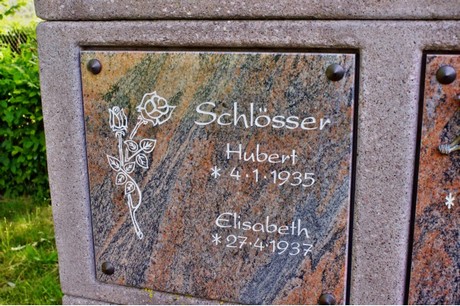 Schlösser
Hubert
* 4·1·1935
Elisabeth
*27·4·1937